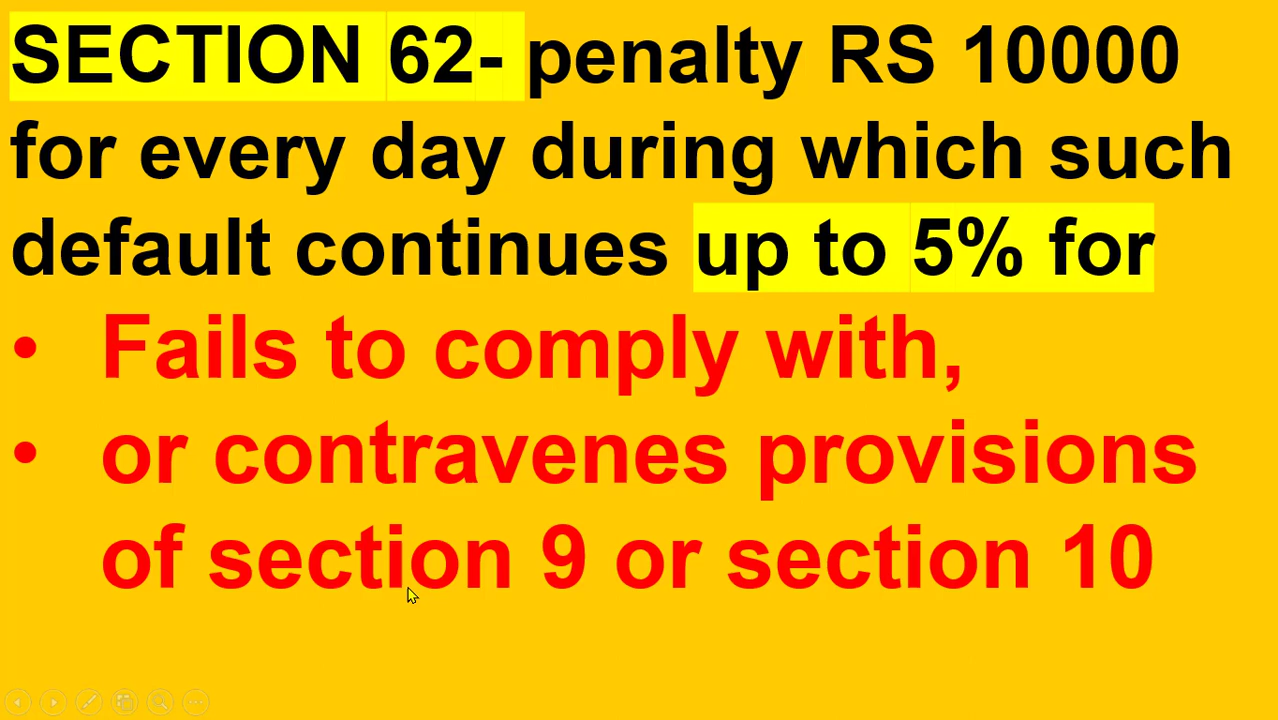 SECTION 62- penalty RS 10000
for every day during which such
default continues up to 5% for
• Fails to comply with,
• or contravenes provisions
of section 9 or section 10